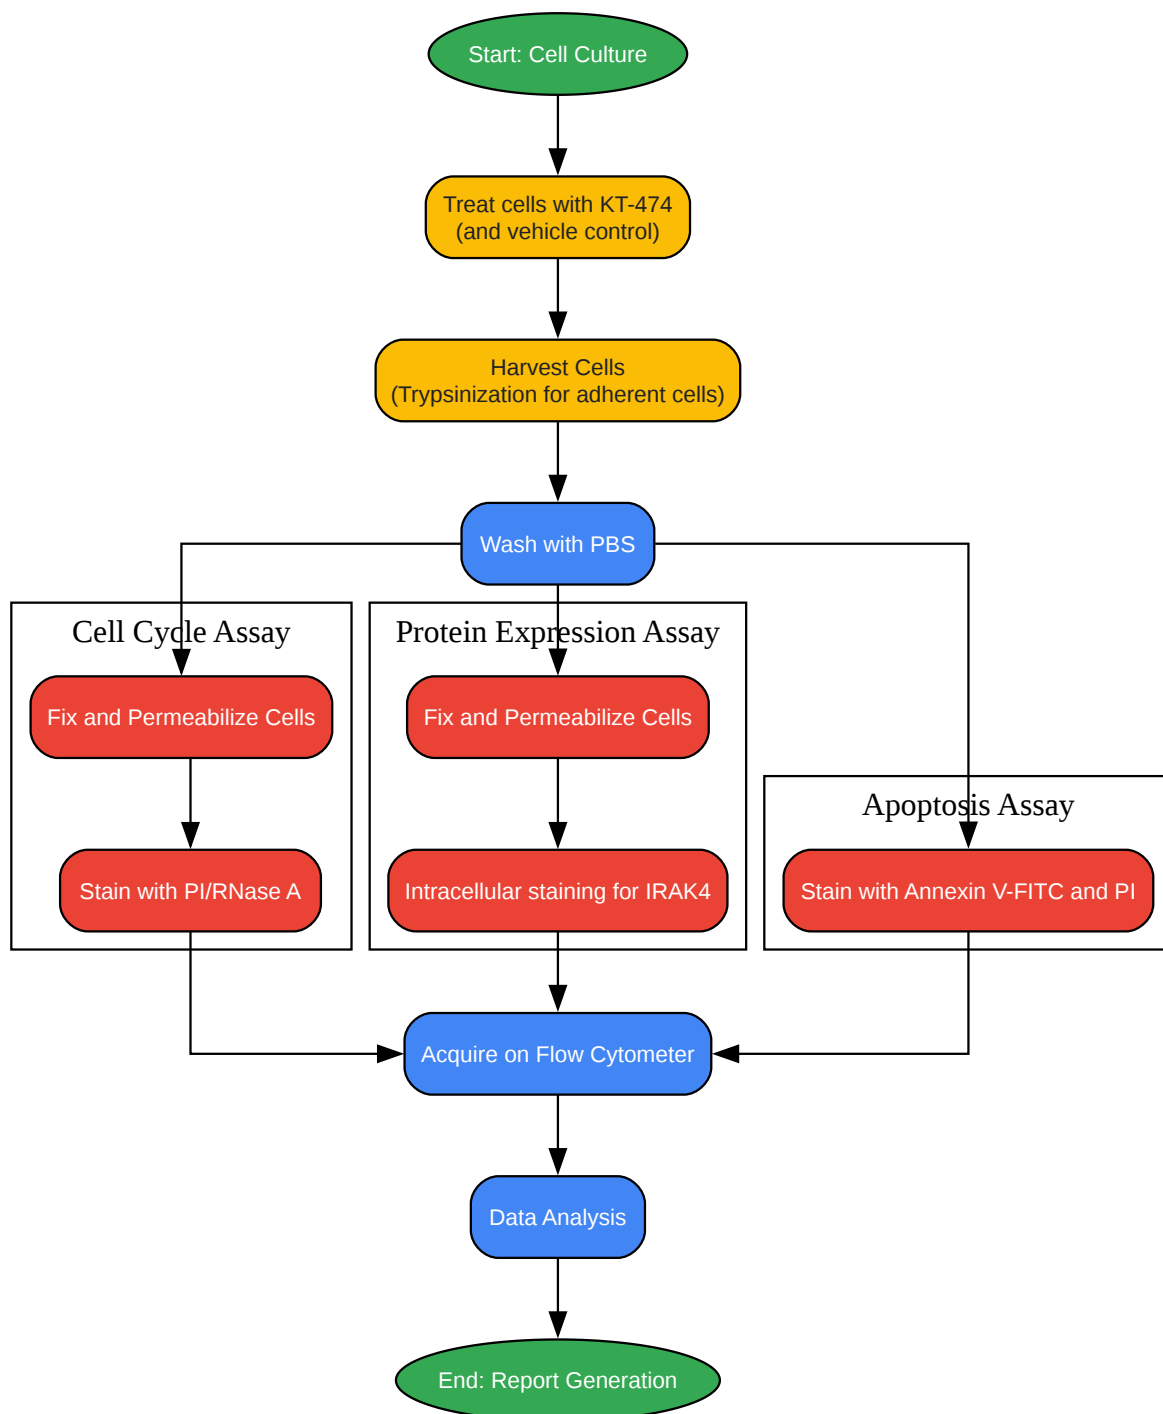 Start: Cell Culture
Treat cells with KT-474
(and vehicle control)
Harvest Cells
(Trypsinization for adherent cells)
Wash with PBS
Cell Cycle Assay
Fix and Permeabilize Cells
Stain with PI/RNase A
Protein Expression Assay
Fix and Permeabilize Cells
Intracellular staining for IRAK4
Apoptosis Assay
Stain with Annexin V-FITC and PI
Acquire on Flow Cytometer
Data Analysis
End: Report Generation